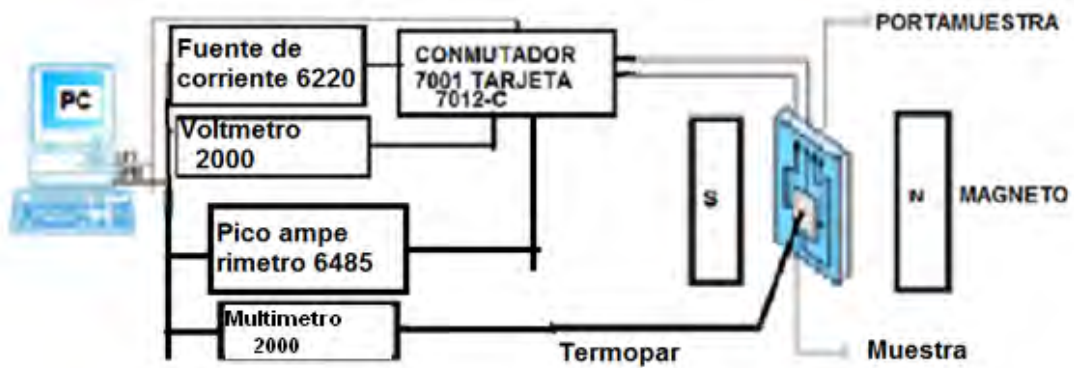 PORTAMUESTRA
Fuente de
corriente 6220
CONMUTADOR
7001 TARJETA
7012-C
PC
Voltmetro
2000
S
N
MAGNETO
Pico ampe
rimetro 6485
Multimetro
2000
Termopar
Muestra